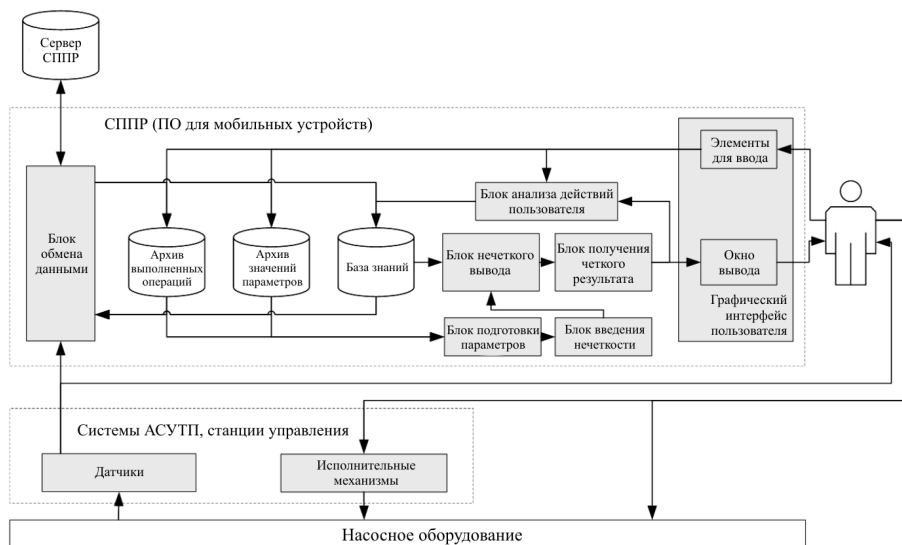 Сервер
СППР
СППР (ПО для мобильных устройств)
Элементы
для ввода
Блок анализа действий
пользователя
Блок
обмена
данными
Архив
выполненных
операций
Архив
значений
параметров
База знаний
Блок нечеткого
вывода
Блок получения
четкого
результата
Окно
вывода
Графический
интерфейс
пользователя
Блок подготовки
параметров
Блок введения
нечеткости
Системы АСУТП, станции управления
Датчики
Исполнительные
механизмы
Насосное оборудование